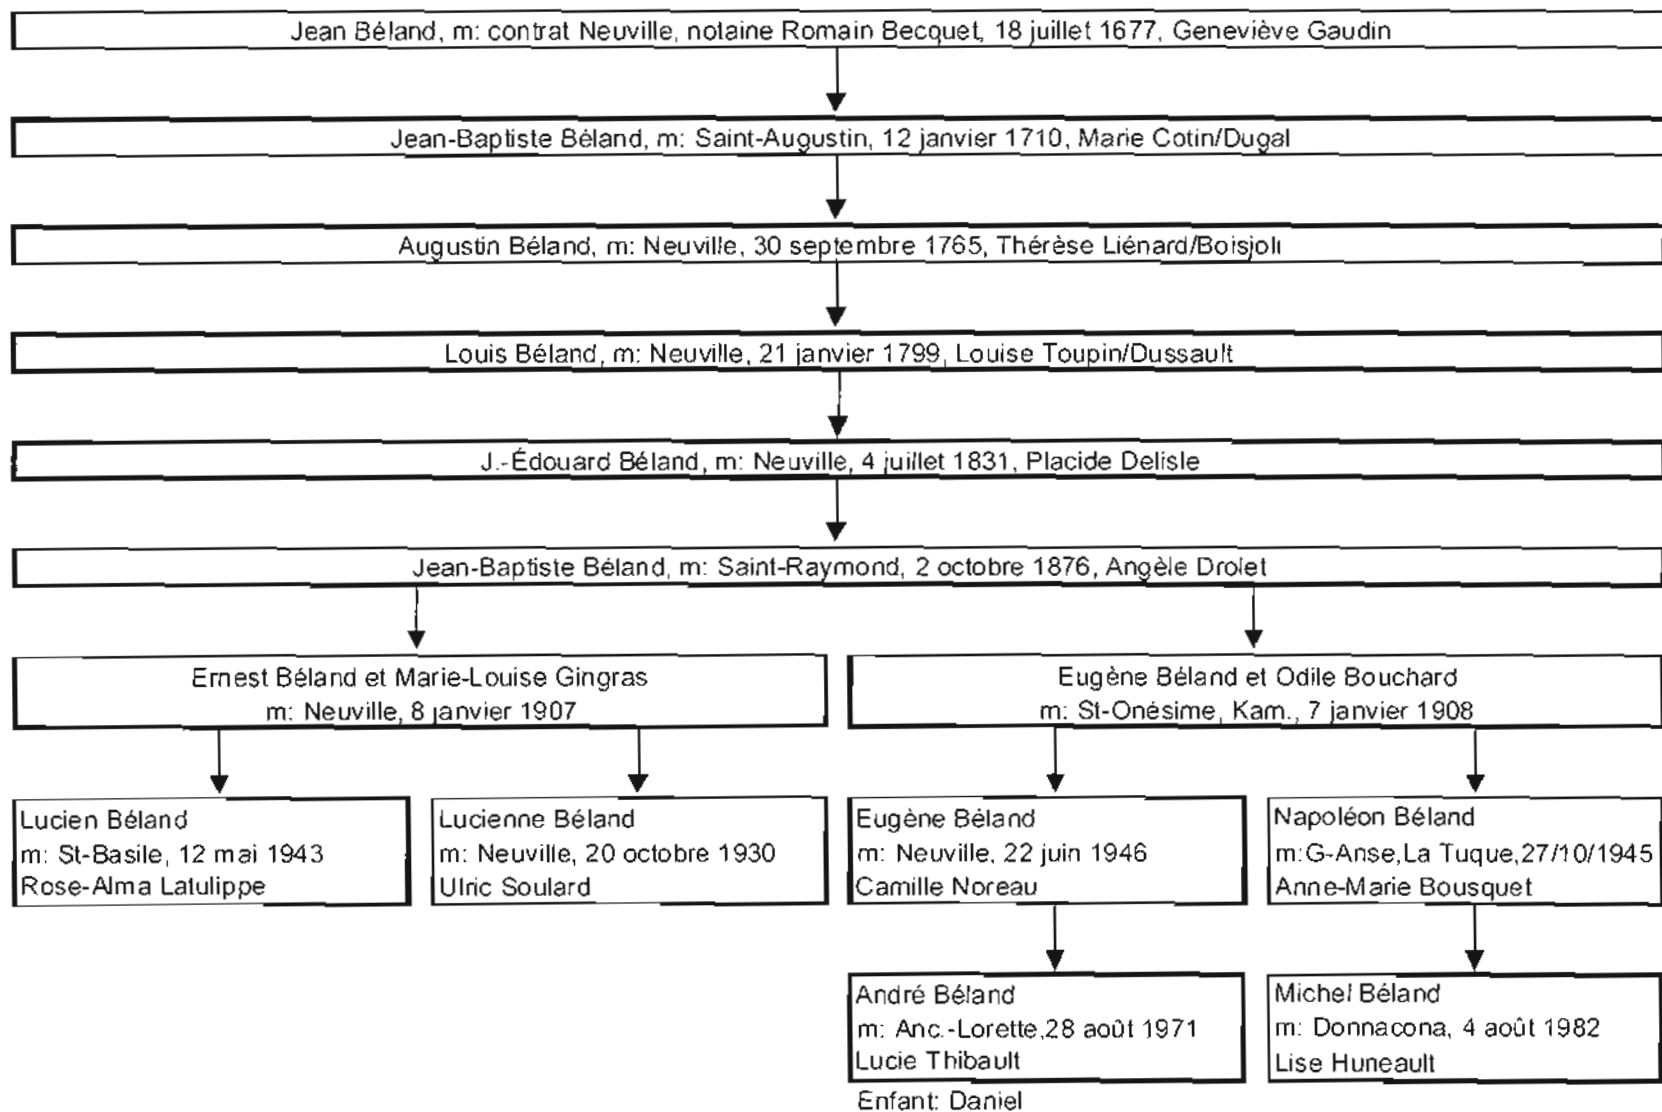 Jean Béland, m: contrat Neuville, notaine Romain Becquet, 18 juillet 1677, Geneviève Gaudin
Jean-Baptiste Béland, m: Saint-Augustin, 12 janvier 1710, Marie Cotin/Dugal
Augustin Béland, m: Neuville, 30 septembre 1765, Thérèse Liénard/Boisjoli
Louis Béland, m: Neuville, 21 janvier 1799, Louise Toupin/Dussault
J.-Édouard Béland, m: Neuville, 4 juillet 1831, Placide Delisle
Jean-Baptiste Béland, m: Saint-Raymond, 2 octobre 1876, Angèle Drolet
Ernest Béland et Marie-Louise Gingras
m: Neuville, 8 janvier 1907
Eugène Béland et Odile Bouchard
m: St-Onésime, Kam., 7 janvier 1908
Lucien Béland
m: St-Basile, 12 mai 1943
Rose-Alma Latulippe
Lucienne Béland
m: Neuville, 20 octobre 1930
Ulric Soulard
Eugène Béland
m: Neuville, 22 juin 1946
Camille Noreau
Napoléon Béland
m:G-Anse,La Tuque,27/10/1945
Anne-Marie Bousquet
André Béland
m: Anc.-Lorette,28 août 1971
Lucie Thibault
Enfant: Daniel
Michel Béland
m: Donnacona, 4 août 1982
Lise Huneault